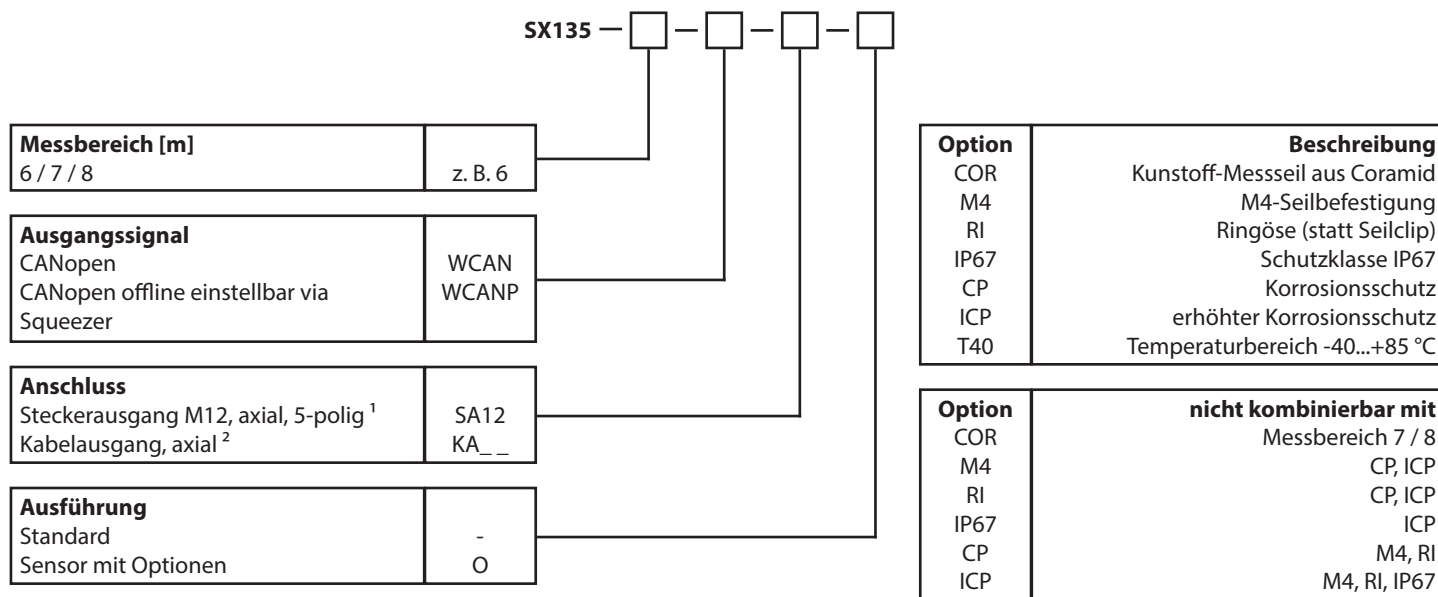 SX135 — — — —
Messbereich [m]
6 / 7 / 8 z. B. 6
Ausgangssignal
CANopen WCAN
CANopen offline einstellbar via WCANP
Squeezer
Anschluss
Steckerausgang M12, axial, 5-polig ¹ SA12
Kabelausgang, axial ² KA_ _
Ausführung
Standard -
Sensor mit Optionen O
Option Beschreibung
COR Kunstoff-Messseil aus Coramid
M4 M4-Seilbefestigung
RI Ringöse (statt Seilclip)
IP67 Schutzklasse IP67
CP Korrosionsschutz
ICP erhöhter Korrosionsschutz
T40 Temperaturbereich -40...+85 °C
Option nicht kombinierbar mit
COR Messbereich 7 / 8
M4 CP, ICP
RI CP, ICP
IP67 ICP
CP M4, RI
ICP M4, RI, IP67